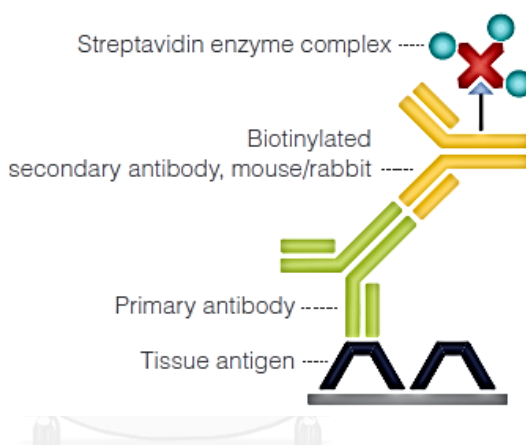 Streptavidin enzyme complex
Biotinylated
secondary antibody, mouse/rabbit
Primary antibody
Tissue antigen